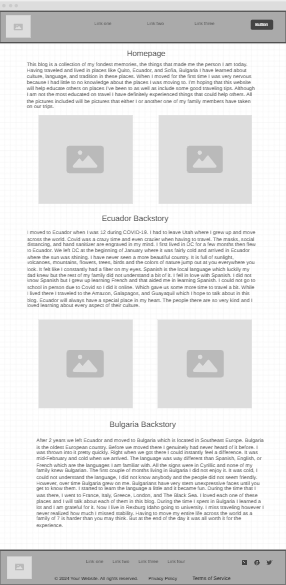 Link one Link two Link three Button
Homepage
This blog is a collection of my fondest memories, the things that made me the person I am today.
Having traveled and lived in places like Quito, Ecuador, and Sofia, Bulgaria I have learned about
culture, language, and tradition in these places. When I moved for the first time I was very nervous
because I had little to no knowledge about the places I was moving to. I'm hoping that this website
will help educate others on places I've been to as well as include some good traveling tips. Although
I am not the most educated on travel I have definitely experienced things that could help others. All
the pictures included will be pictures that either I or another one of my family members have taken
on our trips.
Ecuador Backstory
I moved to Ecuador when I was 12 during COVID-19. I had to leave Utah where I grew up and move
across the world. Covid was a crazy time and even crazier when having to travel. The masks, social
distancing, and hand sanitizer are engraved in my mind. I first lived in DC for a few months then flew
to Ecuador. We left DC at the beginning of January where it was fairly cold and arrived in Ecuador
where the sun was shining. I have never seen a more beautiful country. It is full of sunlight,
volcanoes, mountains, flowers, trees, birds and the colors of nature jump out at you everywhere you
look. It felt like I constantly had a filter on my eyes. Spanish is the local language which luckily my
dad knew but the rest of my family did not understand a bit of it. I fell in love with Spanish. I did not
know Spanish but I grew up learning French and that aided me in learning Spanish. I could not go to
school in person due to Covid so I did it online. Which gave us some more time to travel a bit. While
I lived there I traveled to the Amazon, Galapagos, and Guayaquil which I hope to talk about in this
blog. Ecuador will always have a special place in my heart. The people there are so very kind and I
loved learning about every aspect of their culture.
Bulgaria Backstory
After 2 years we left Ecuador and moved to Bulgaria which is located in Southeast Europe. Bulgaria
is the oldest European country. Before we moved there I genuinely had never heard of it before. I
was thrown into it pretty quickly. Right when we got there I could instantly feel a difference. It was
mid-February and cold when we arrived. The language was way different than Spanish, English, or
French which are the languages I am familiar with. All the signs were in Cyrillic and none of my
family knew Bulgarian. The first couple of months living in Bulgaria I did not enjoy it. It was cold, I
could not understand the language, I did not know anybody and the people did not seem friendly.
However, over time Bulgaria grew on me. Bulgarians have very stern unexpressive faces until you
get to know them. I started to learn the language a little and it became fun. During the time that I
was there, I went to France, Italy, Greece, London, and The Black Sea. I loved each one of these
places and I will talk about each of them in this blog. During the time I spent in Bulgaria I learned a
lot and I am grateful for it. Now I live in Rexburg Idaho going to university. I miss traveling however I
never realized how much I missed stability. Having to move my entire life across the world as a
family of 7 is harder than you may think. But at the end of the day it was all worth it for the
experience.
Link one Link two Link three Link four
© 2024 Your Website. All rights reserved. Privacy Policy Terms of Service